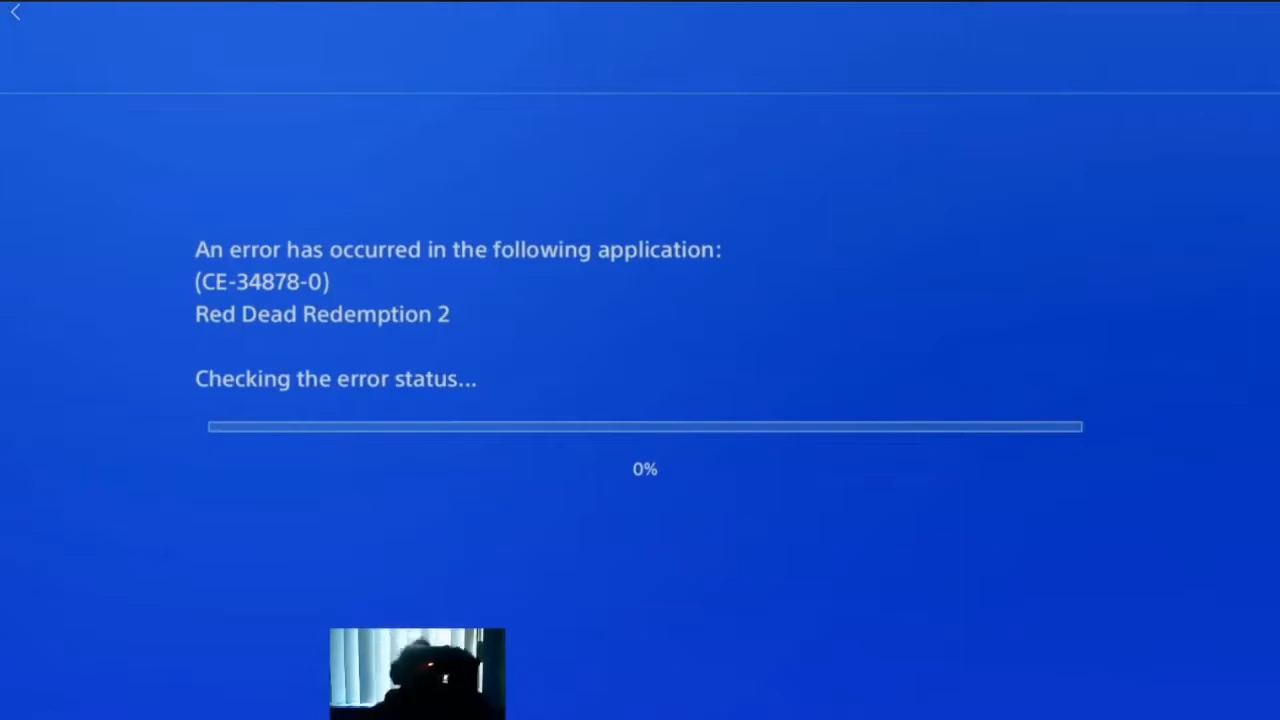 An error has occurred in the following application:
(CE-34878-0)
Red Dead Redemption 2
Checking the error status...
0%